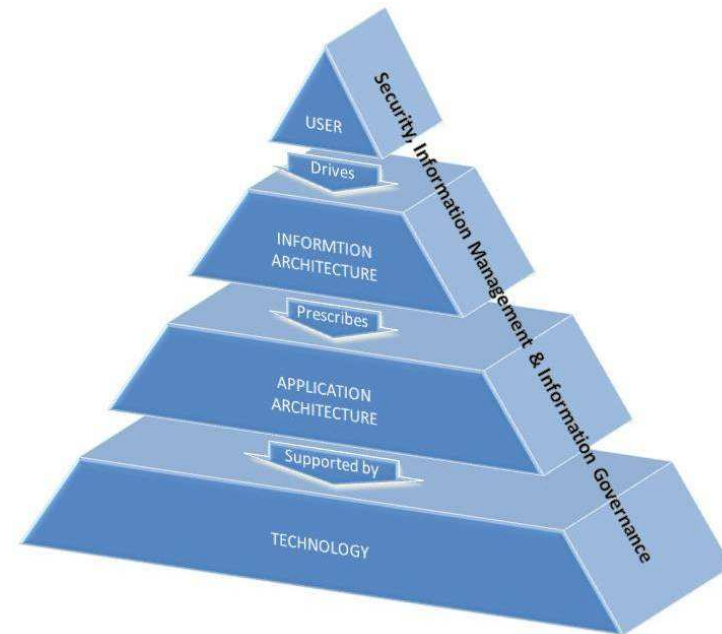 USER
Drives
INFORMTION
ARCHITECTURE
Prescribes
APPLICATION
ARCHITECTURE
Supported by
TECHNOLOGY
Security, Information Management & Information Governance